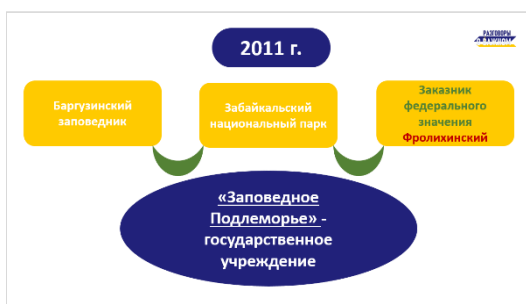 2011 г.
РАЗГОВОРЫ
О ВАЖНОМ
Баргузинский
заповедник
Забайкальский
национальный парк
Заказник
федерального
значения
Фролихинский
«Заповедное
Подлеморье» -
государственное
учреждение